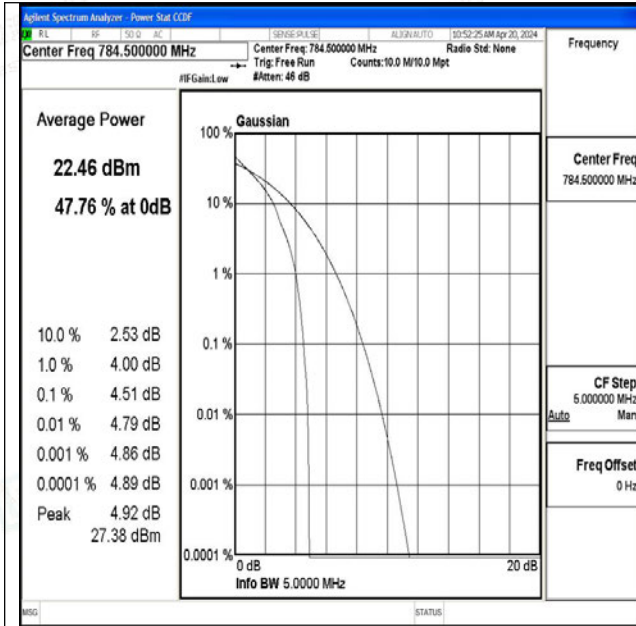 Agilent Spectrum Analyzer - Power Stat CCDF
RL RF 50 Ω AC SENSE:PULSE ALIGNAUTO 10:52:25 AM Apr 20, 2024
Center Freq 784.500000 MHz
Center Freq: 784.500000 MHz Radio Std: None
Trig: Free Run Counts:10.0 M/10.0 Mpt
#IFGain:Low #Atten: 46 dB
Frequency
Average Power
22.46 dBm
47.76 % at 0dB
10.0 % 2.53 dB
1.0 % 4.00 dB
0.1 % 4.51 dB
0.01 % 4.79 dB
0.001 % 4.86 dB
0.0001 % 4.89 dB
Peak 4.92 dB
27.38 dBm
Gaussian
100 %
10 %
1 %
0.1 %
0.01 %
0.001 %
0.0001 %
0 dB 20 dB
Info BW 5.0000 MHz
Center Freq
784.500000 MHz
CF Step
5.000000 MHz
Auto Man
Freq Offset
0 Hz
MSG STATUS